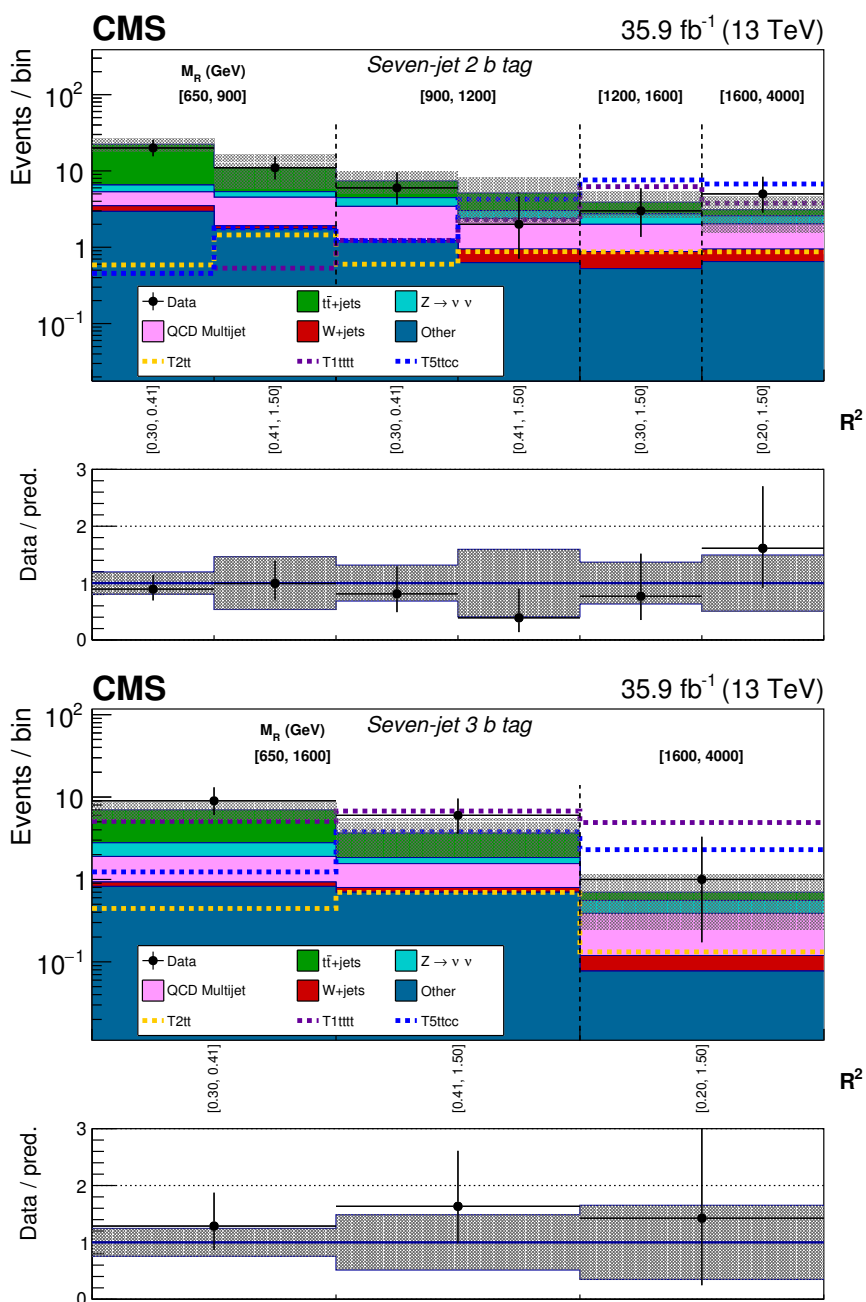 CMS 35.9 fb⁻¹ (13 TeV)
M_R (GeV) Seven-jet 2 b tag
[650, 900] [900, 1200] [1200, 1600] [1600, 4000]
Events / bin
10²
10
1
10⁻¹
Data tt̄+jets Z → ν ν
QCD Multijet W+jets Other
T2tt T1tttt T5ttcc
[0.30, 0.41] [0.41, 1.50] [0.30, 0.41] [0.41, 1.50] [0.30, 1.50] [0.20, 1.50]
R²
Data / pred.
3
2
1
0
CMS 35.9 fb⁻¹ (13 TeV)
M_R (GeV) Seven-jet 3 b tag
[650, 1600] [1600, 4000]
Events / bin
10²
10
1
10⁻¹
Data tt̄+jets Z → ν ν
QCD Multijet W+jets Other
T2tt T1tttt T5ttcc
[0.30, 0.41] [0.41, 1.50] [0.20, 1.50]
R²
Data / pred.
3
2
1
0